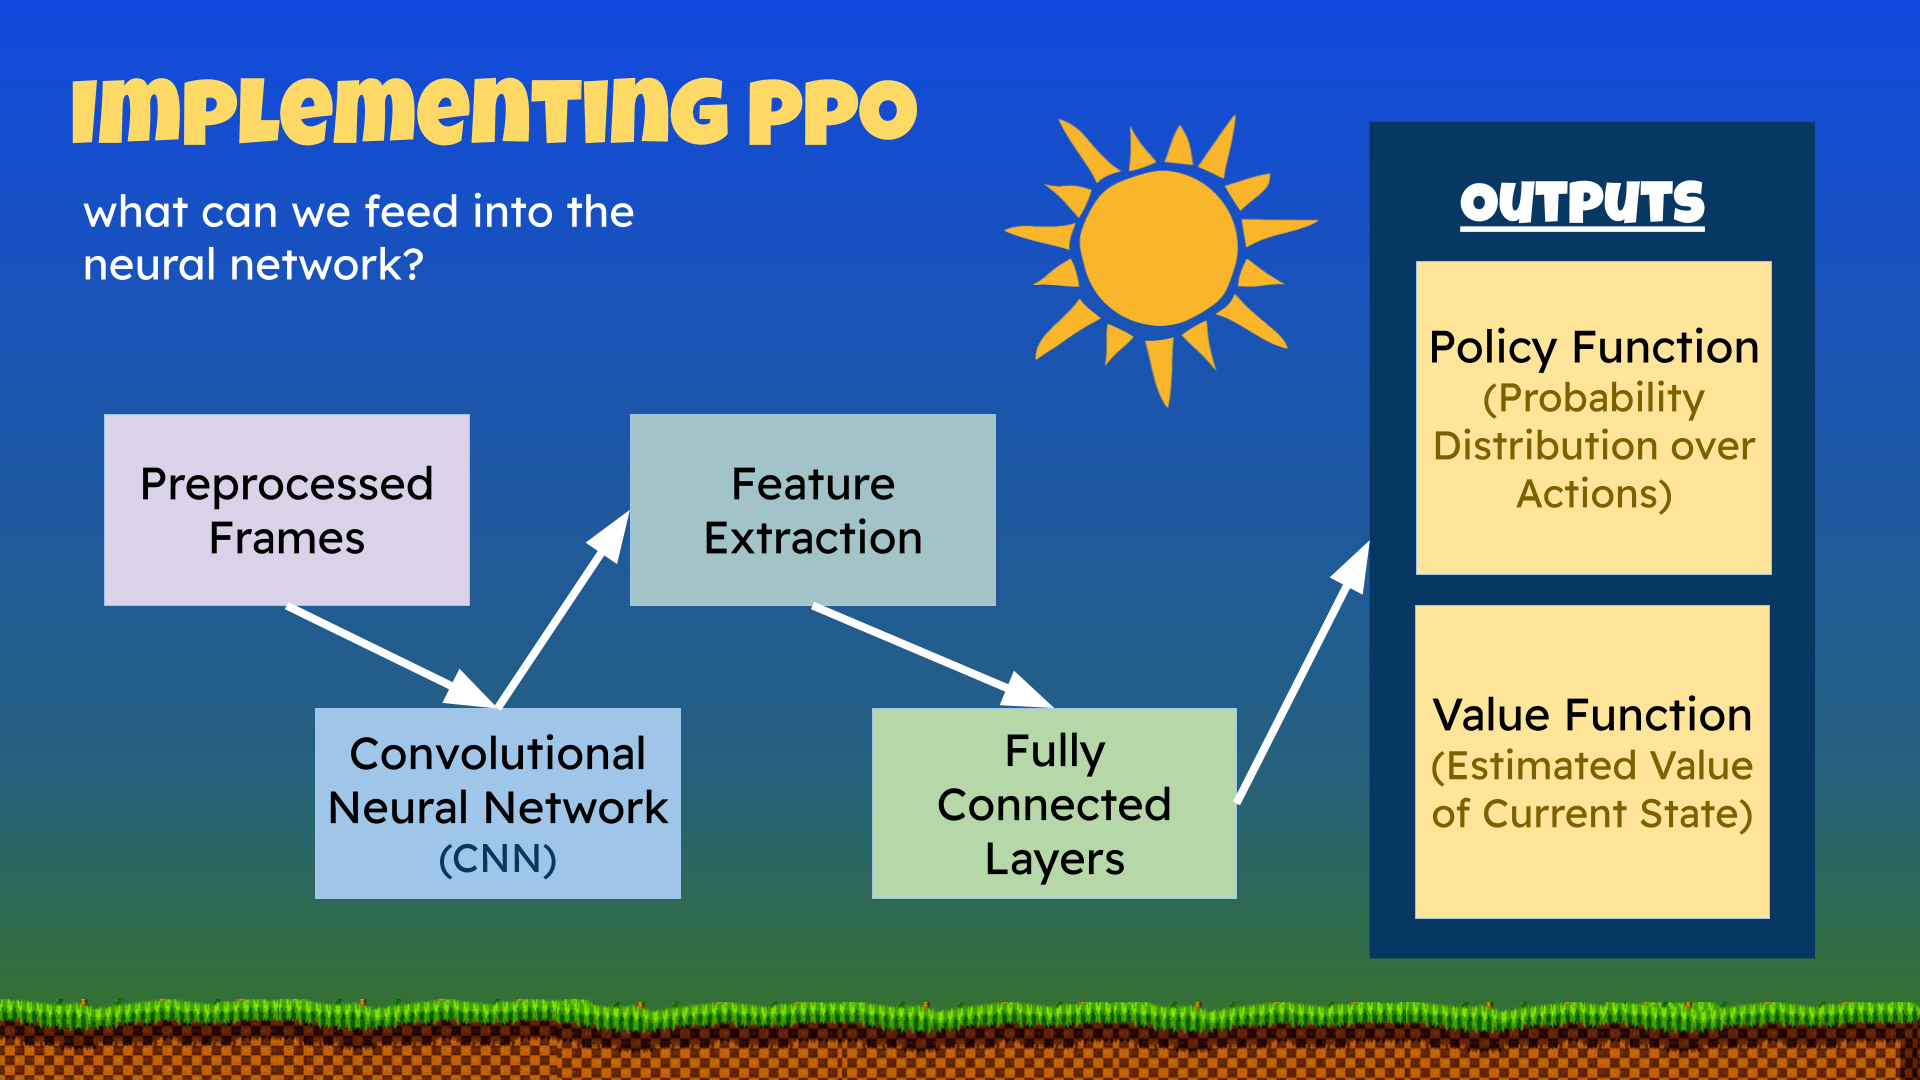 Implementing PPO
what can we feed into the
neural network?
Preprocessed
Frames
Convolutional
Neural Network
(CNN)
Feature
Extraction
Fully
Connected
Layers
Outputs
Policy Function
(Probability
Distribution over
Actions)
Value Function
(Estimated Value
of Current State)